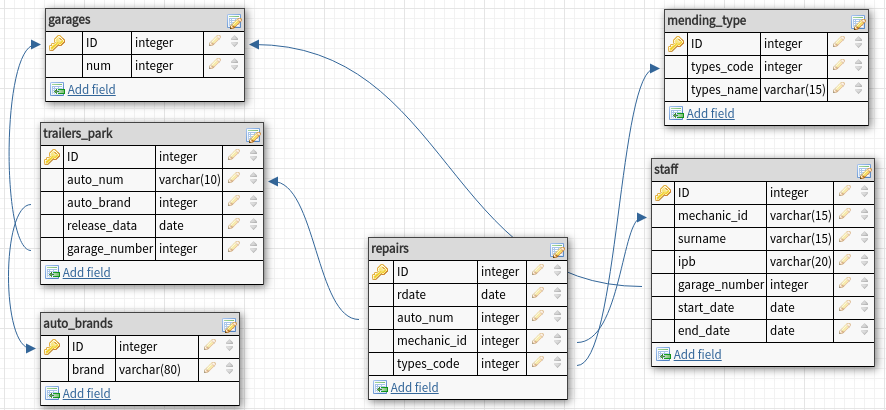 garages
ID integer
num integer
Add field
trailers_park
ID integer
auto_num varchar(10)
auto_brand integer
release_data date
garage_number integer
Add field
auto_brands
ID integer
brand varchar(80)
Add field
repairs
ID integer
rdate date
auto_num integer
mechanic_id integer
types_code integer
Add field
mending_type
ID integer
types_code integer
types_name varchar(15)
Add field
staff
ID integer
mechanic_id varchar(15)
surname varchar(15)
ipb varchar(20)
garage_number integer
start_date date
end_date date
Add field